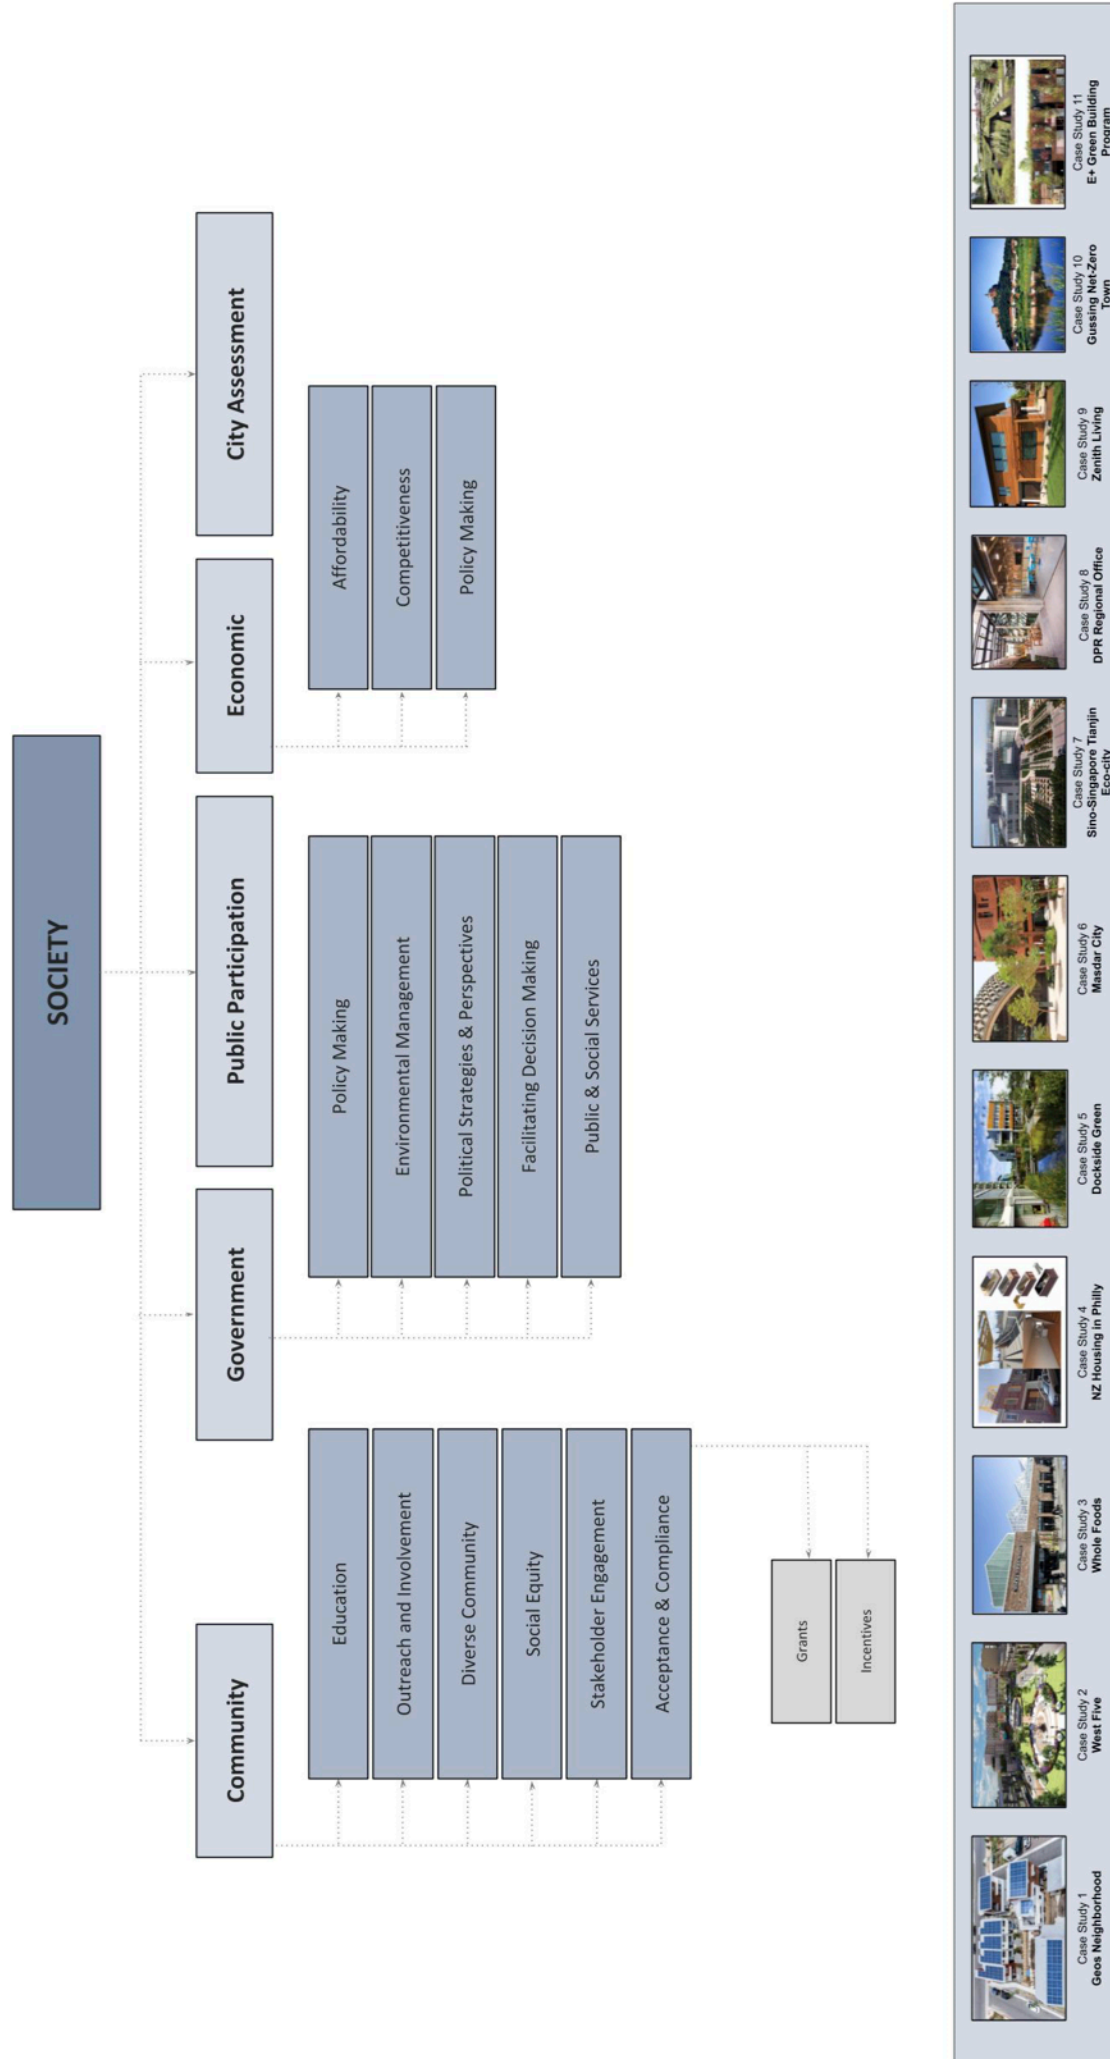 SOCIETY
Community
Government
Public Participation
Economic
City Assessment
Education
Outreach and Involvement
Diverse Community
Social Equity
Stakeholder Engagement
Acceptance & Compliance
Grants
Incentives
Policy Making
Environmental Management
Political Strategies & Perspectives
Facilitating Decision Making
Public & Social Services
Affordability
Competitiveness
Policy Making
Case Study 1
Geos Neighborhood
Case Study 2
West Five
Case Study 3
Whole Foods
Case Study 4
NZ Housing in Philly
Case Study 5
Dockside Green
Case Study 6
Masdar City
Case Study 7
Sino-Singapore Tianjin
Eco-city
Case Study 8
DPR Regional Office
Case Study 9
Zenith Living
Case Study 10
Gussing Net-Zero
Town
Case Study 11
E+ Green Building
Program